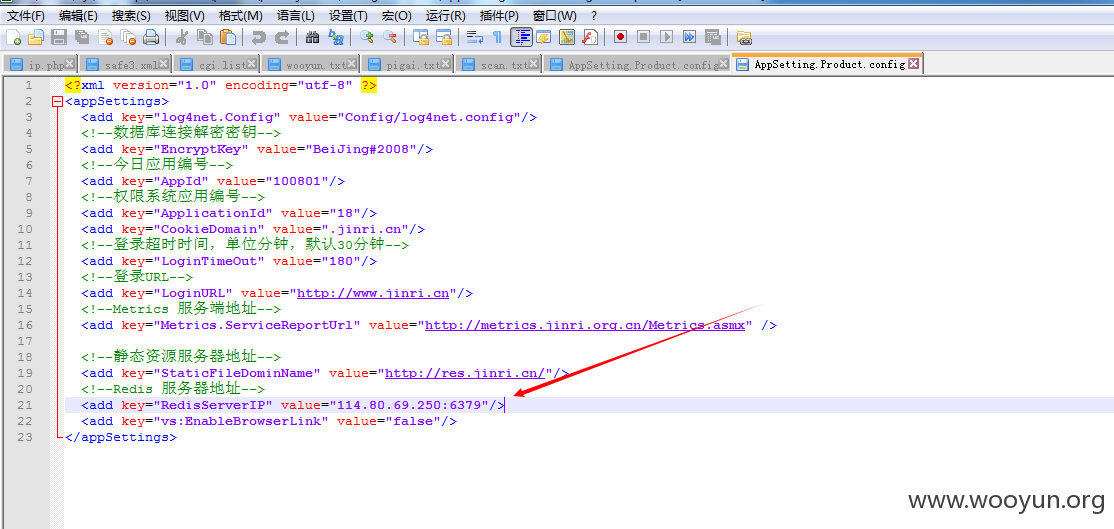 文件(F) 编辑(E) 搜索(S) 视图(V) 格式(M) 语言(L) 设置(T) 宏(O) 运行(R) 插件(P) 窗口(W) ?
ip.php safe3.xml cgi.list wooyun.txt pigai.txt scan.txt AppSetting.Product.config AppSetting.Product.config
1 <?xml version="1.0" encoding="utf-8" ?>
2 <appSettings>
3 <add key="log4net.Config" value="Config/log4net.config"/>
4 <!--数据库连接解密密钥-->
5 <add key="EncryptKey" value="BeiJing#2008"/>
6 <!--今日应用编号-->
7 <add key="AppId" value="100801"/>
8 <!--权限系统应用编号-->
9 <add key="ApplicationId" value="18"/>
10 <add key="CookieDomain" value=".jinri.cn"/>
11 <!--登录超时时间，单位分钟，默认30分钟-->
12 <add key="LoginTimeOut" value="180"/>
13 <!--登录URL-->
14 <add key="LoginURL" value="http://www.jinri.cn"/>
15 <!--Metrics 服务端地址-->
16 <add key="Metrics.ServiceReportUrl" value="http://metrics.jinri.org.cn/Metrics.asmx" />
17
18 <!--静态资源服务器地址-->
19 <add key="StaticFileDominName" value="http://res.jinri.cn/"/>
20 <!--Redis 服务器地址-->
21 <add key="RedisServerIP" value="114.80.69.250:6379"/>
22 <add key="vs:EnableBrowserLink" value="false"/>
23 </appSettings>
www.wooyun.org